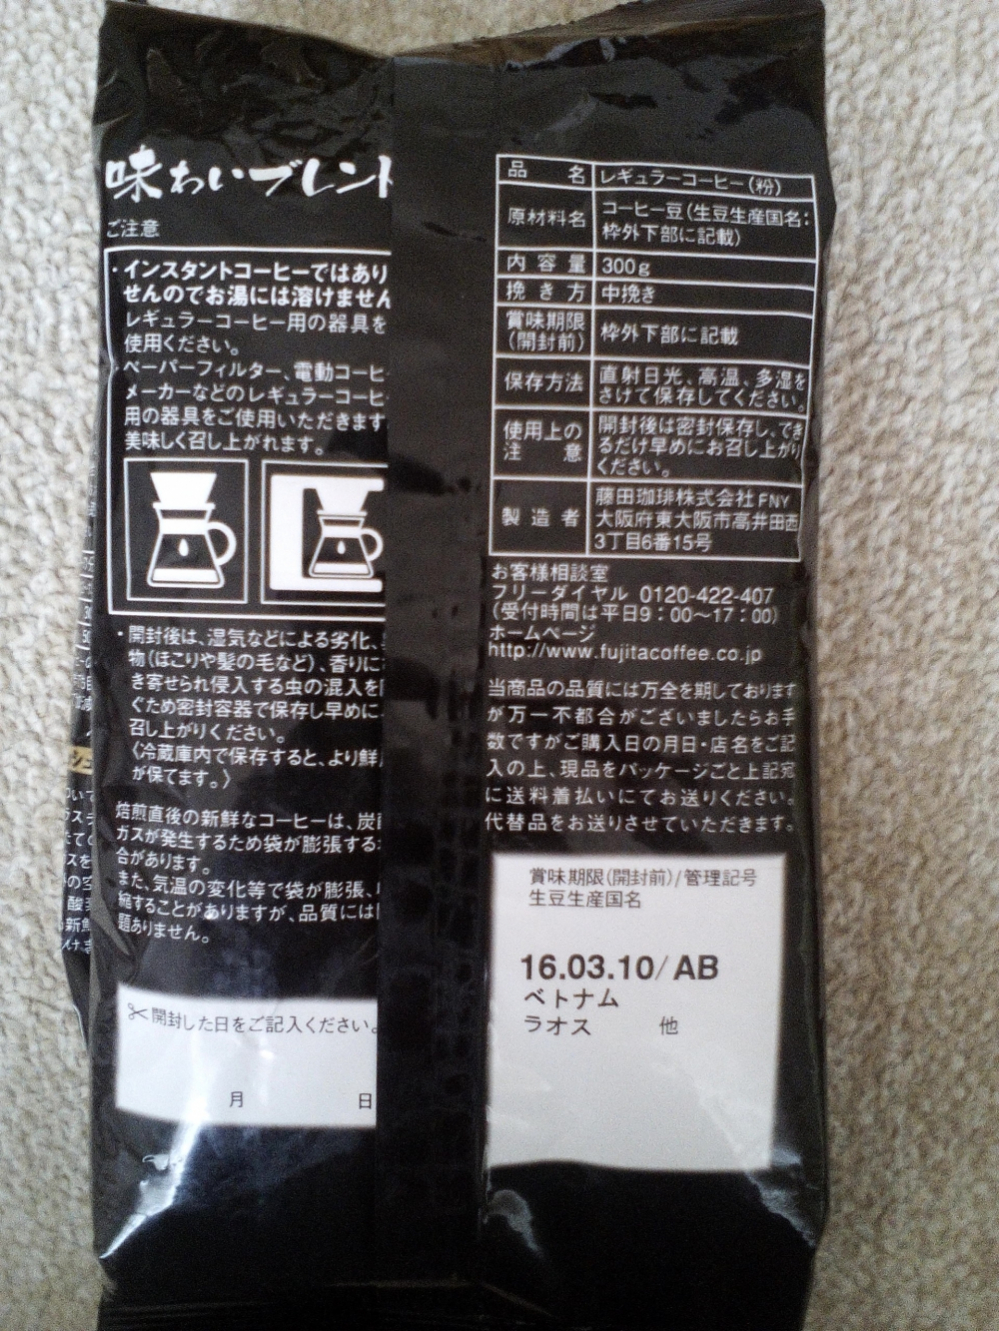 味わいブレント
ご注意
・インスタントコーヒーではあり
せんのでお湯には溶けません
レギュラーコーヒー用の器具を
使用ください。
ペーパーフィルター、電動コーヒ
メーカーなどのレギュラーコーヒ
用の器具をご使用いただきます
美味しく召し上がれます。
・開封後は、湿気などによる劣化、
物(ほこりや髪の毛など)、香りに
き寄せられ侵入する虫の混入を
ぐため密封容器で保存し早めに
召し上がりください。
〈冷蔵庫内で保存すると、より鮮
が保てます。〉
焙煎直後の新鮮なコーヒーは、炭
ガスが発生するため袋が膨張する
合があります。
また、気温の変化等で袋が膨張、
縮することがありますが、品質には
題ありません。
開封した日をご記入ください。
月 日
品名 レギュラーコーヒー(粉)
原材料名 コーヒー豆(生豆生産国名:
枠外下部に記載)
内容量 300g
挽き方 中挽き
賞味期限
(開封前) 枠外下部に記載
保存方法 直射日光、高温、多湿を
さけて保存してください。
使用上の
注意 開封後は密封保存し、でき
るだけ早めにお召し上がり
ください。
製造者 藤田珈琲株式会社 FNY
大阪府東大阪市高井田西
3丁目6番15号
お客様相談室
フリーダイヤル 0120-422-407
(受付時間は平日9:00〜17:00)
ホームページ
http://www.fujitacoffee.co.jp
当商品の品質には万全を期しております
が万一不都合がございましたらお手
数ですがご購入日の月日・店名をご記
入の上、現品をパッケージごと上記宛
に送料着払いにてお送りください。
代替品をお送りさせていただきます。
賞味期限(開封前)/管理記号
生豆生産国名
16.03.10/ AB
ベトナム
ラオス 他